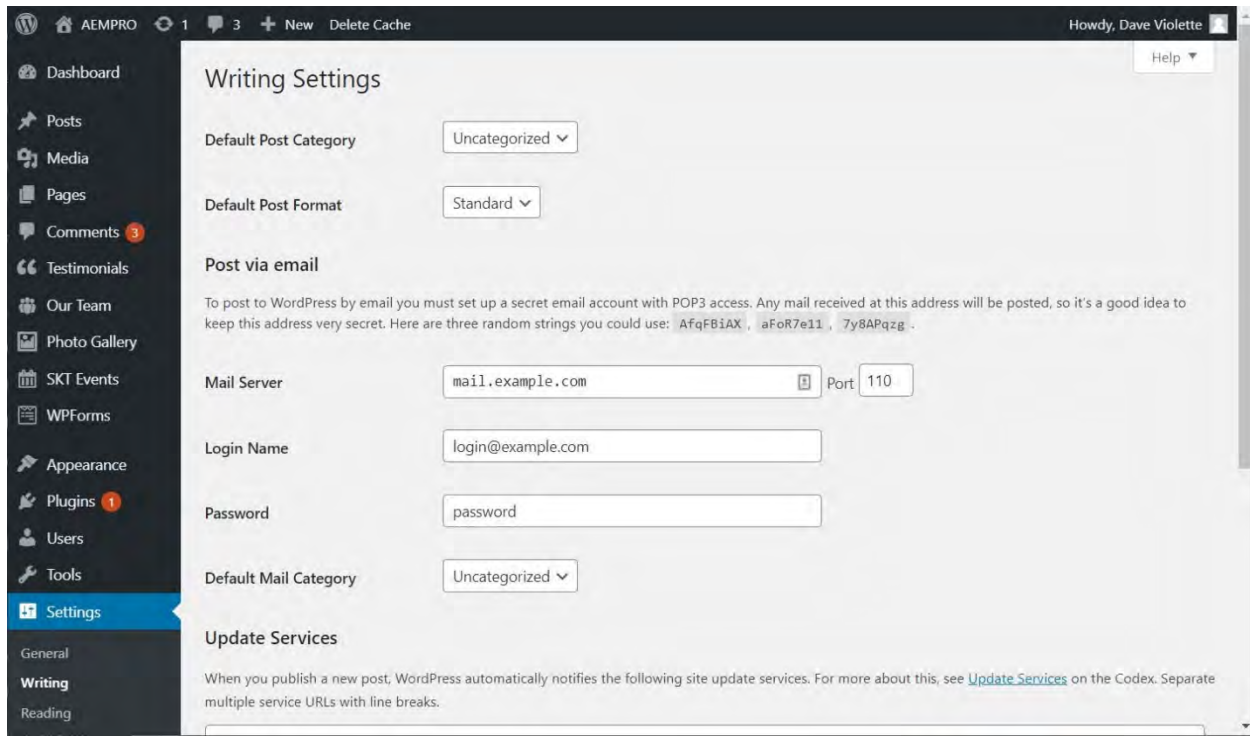 AEMPRO 1 3 + New Delete Cache Howdy, Dave Violette
Help
Dashboard
Posts
Media
Pages
Comments 3
Testimonials
Our Team
Photo Gallery
SKT Events
WPForms
Appearance
Plugins 1
Users
Tools
Settings
General
Writing
Reading
Writing Settings
Default Post Category Uncategorized
Default Post Format Standard
Post via email
To post to WordPress by email you must set up a secret email account with POP3 access. Any mail received at this address will be posted, so it's a good idea to
keep this address very secret. Here are three random strings you could use: AfqFBiAX , aFoR7e11 , 7y8APqzg .
Mail Server mail.example.com Port 110
Login Name login@example.com
Password password
Default Mail Category Uncategorized
Update Services
When you publish a new post, WordPress automatically notifies the following site update services. For more about this, see Update Services on the Codex. Separate
multiple service URLs with line breaks.